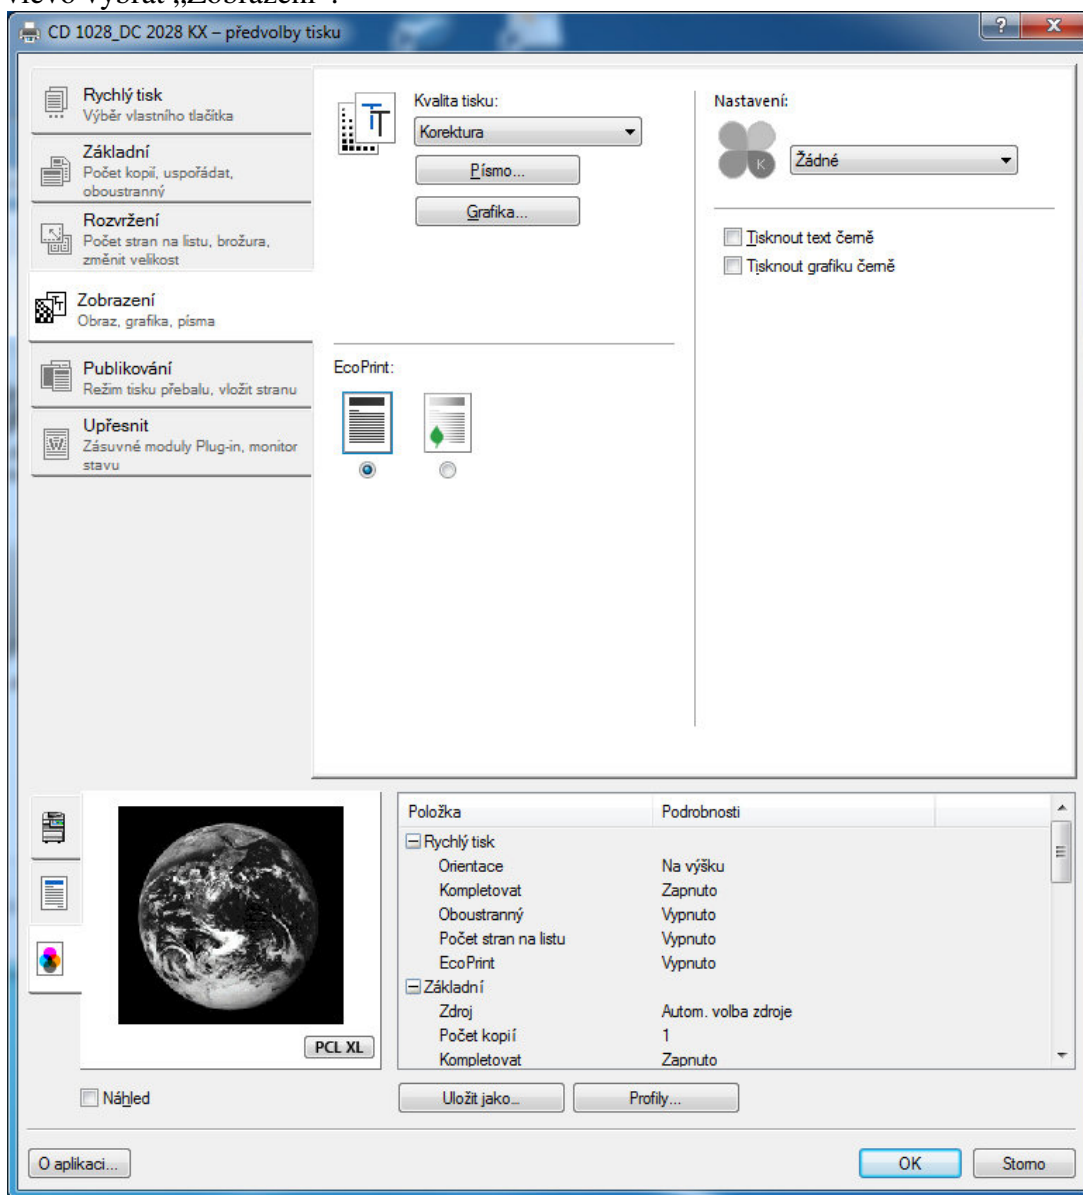 vlevo vybrat „Zobrazení“.
CD 1028_DC 2028 KX – předvolby tisku
?
X
Rychlý tisk
Výběr vlastního tlačítka
Základní
Počet kopií, uspořádat,
oboustranný
Rozvržení
Počet stran na listu, brožura,
změnit velikost
Zobrazení
Obraz, grafika, písma
Publikování
Režim tisku přebalu, vložit stranu
Upřesnit
Zásuvné moduly Plug-in, monitor
stavu
Kvalita tisku:
Korektura
Písmo...
Grafika...
EcoPrint:
Nastavení:
K
Žádné
Tisknout text černě
Tisknout grafiku černě
PCL XL
Náhled
Položka Podrobnosti
Rychlý tisk
Orientace Na výšku
Kompletovat Zapnuto
Oboustranný Vypnuto
Počet stran na listu Vypnuto
EcoPrint Vypnuto
Základní
Zdroj Autom. volba zdroje
Počet kopií 1
Kompletovat Zapnuto
Uložit jako...
Profily...
O aplikaci...
OK
Storno